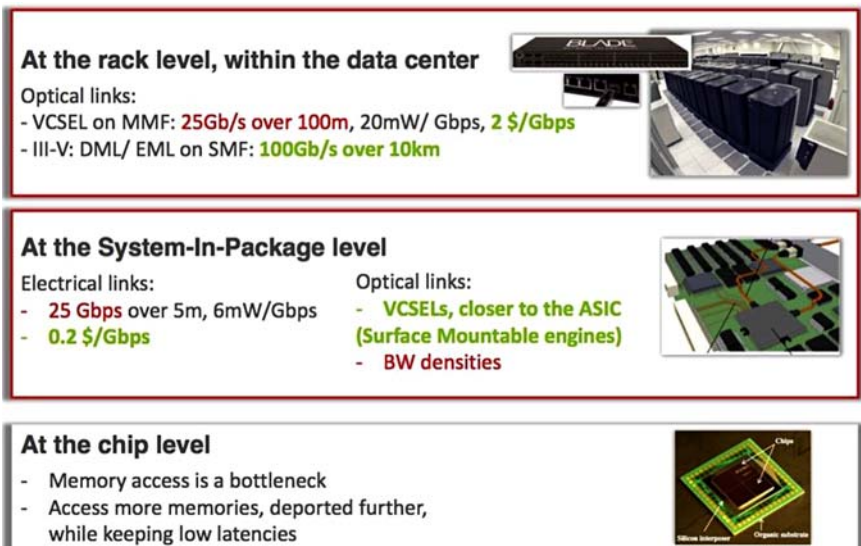 At the rack level, within the data center
BLADE
Optical links:
- VCSEL on MMF: 25Gb/s over 100m, 20mW/ Gbps, 2 $/Gbps
- III-V: DML/ EML on SMF: 100Gb/s over 10km
At the System-In-Package level
Electrical links:
- 25 Gbps over 5m, 6mW/Gbps
- 0.2 $/Gbps
Optical links:
- VCSELs, closer to the ASIC
(Surface Mountable engines)
- BW densities
At the chip level
- Memory access is a bottleneck
- Access more memories, deported further,
while keeping low latencies
Chips
Silicon interposer
Organic substrate